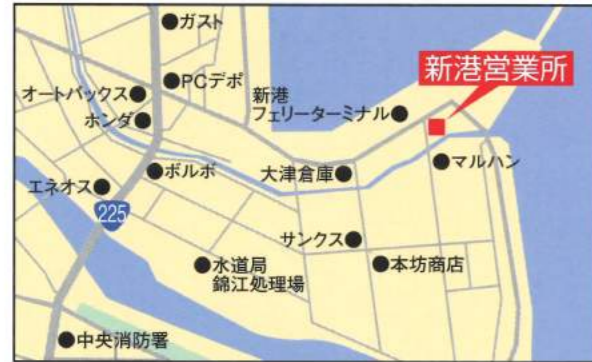 ガスト
PCデポ
オートバックス
ホンダ
新港
フェリーターミナル
新港営業所
マルハン
大津倉庫
ボルボ
エネオス
225
サンクス
水道局
錦江処理場
本坊商店
中央消防署